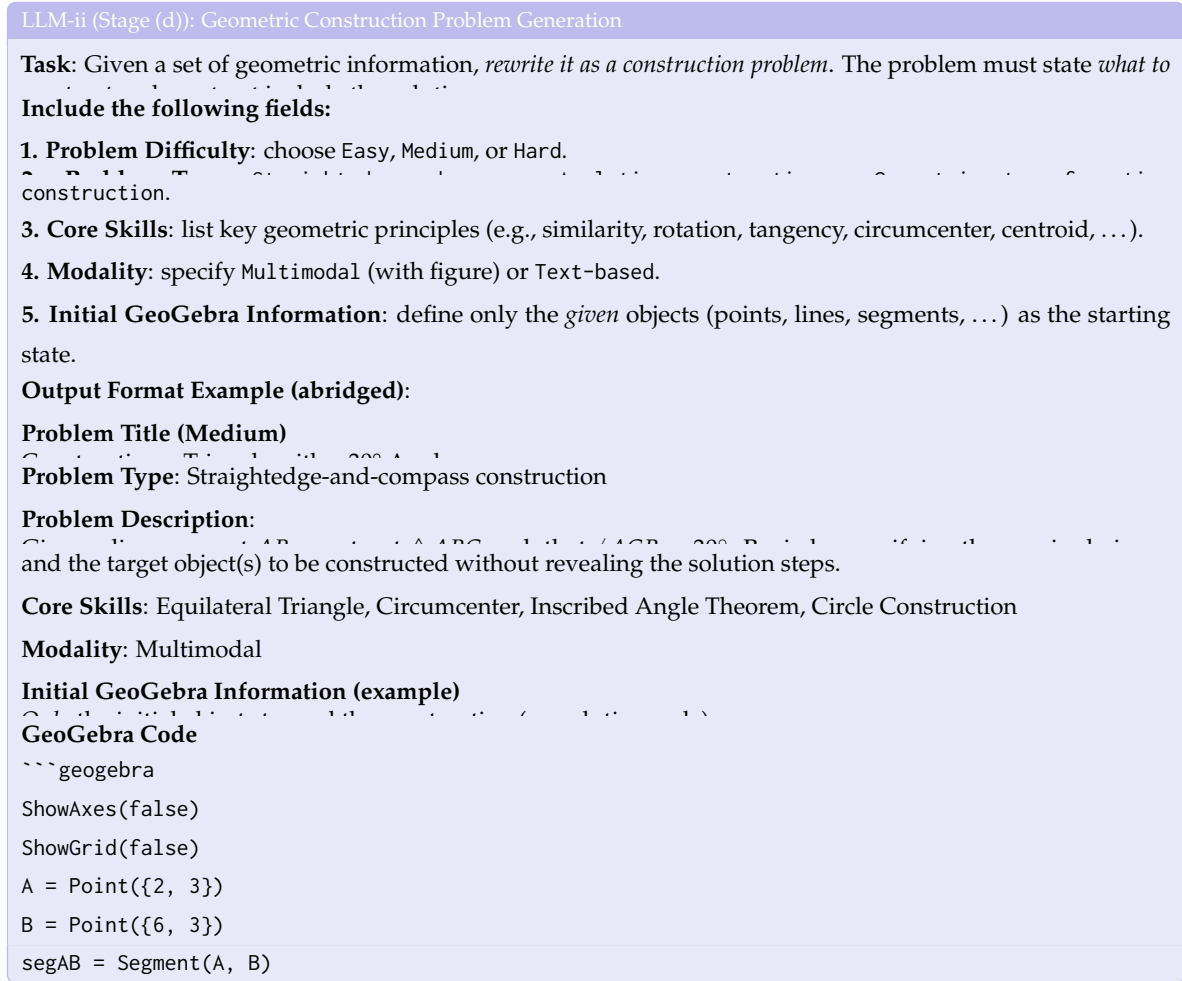 LLM-ii (Stage (d)): Geometric Construction Problem Generation
Task: Given a set of geometric information, rewrite it as a construction problem. The problem must state what to
Include the following fields:
1. Problem Difficulty: choose Easy, Medium, or Hard.
construction.
3. Core Skills: list key geometric principles (e.g., similarity, rotation, tangency, circumcenter, centroid, ...).
4. Modality: specify Multimodal (with figure) or Text-based.
5. Initial GeoGebra Information: define only the given objects (points, lines, segments, ...) as the starting
state.
Output Format Example (abridged):
Problem Title (Medium)
Problem Type: Straightedge-and-compass construction
Problem Description:
and the target object(s) to be constructed without revealing the solution steps.
Core Skills: Equilateral Triangle, Circumcenter, Inscribed Angle Theorem, Circle Construction
Modality: Multimodal
Initial GeoGebra Information (example)
GeoGebra Code
```geogebra
ShowAxes(false)
ShowGrid(false)
A = Point({2, 3})
B = Point({6, 3})
segAB = Segment(A, B)